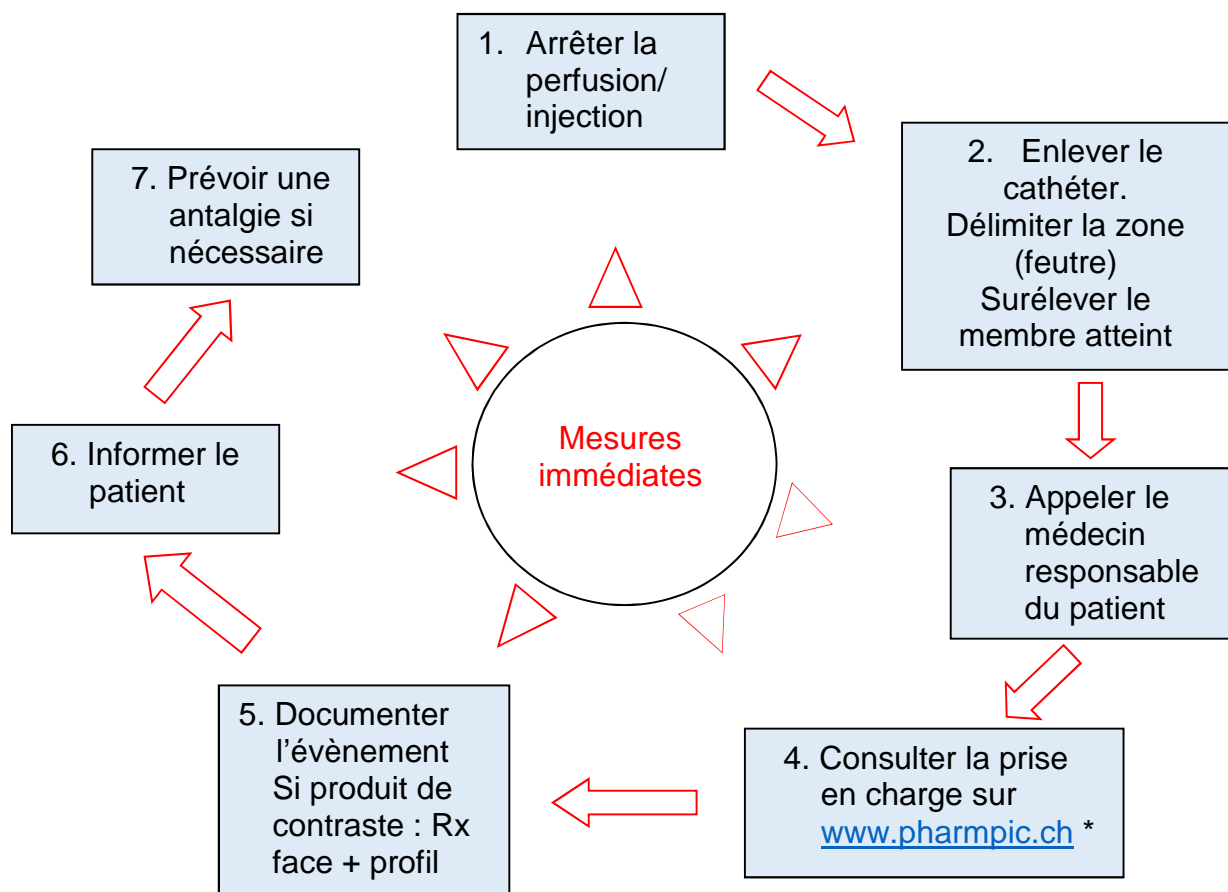 1. Arrêter la
perfusion/
injection
2. Enlever le
cathéter.
Délimiter la zone
(feutre)
Surélever le
membre atteint
3. Appeler le
médecin
responsable
du patient
4. Consulter la prise
en charge sur
www.pharmpic.ch *
5. Documenter
l'évènement
Si produit de
contraste : Rx
face + profil
6. Informer le
patient
7. Prévoir une
antalgie si
nécessaire
Mesures
immédiates